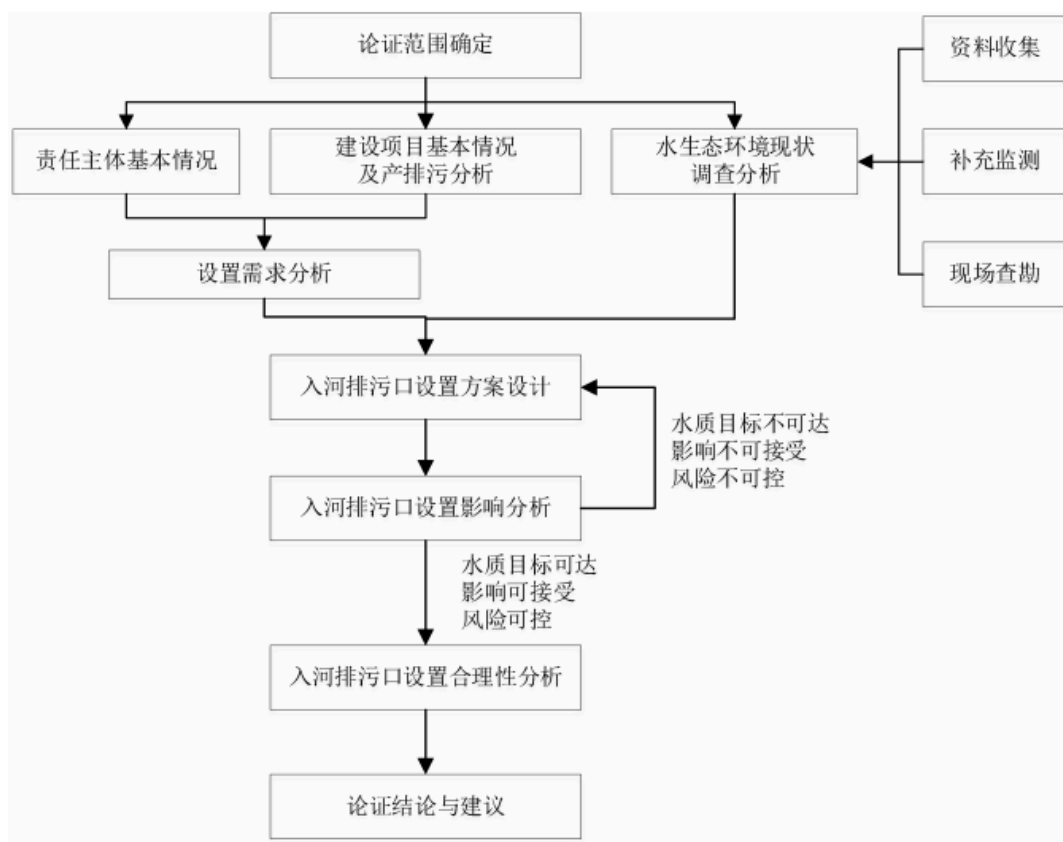 论证范围确定
资料收集
责任主体基本情况
建设项目基本情况
及产排污分析
水生态环境现状
调查分析
补充监测
设置需求分析
现场查勘
入河排污口设置方案设计
水质目标不可达
影响不可接受
风险不可控
入河排污口设置影响分析
水质目标可达
影响可接受
风险可控
入河排污口设置合理性分析
论证结论与建议